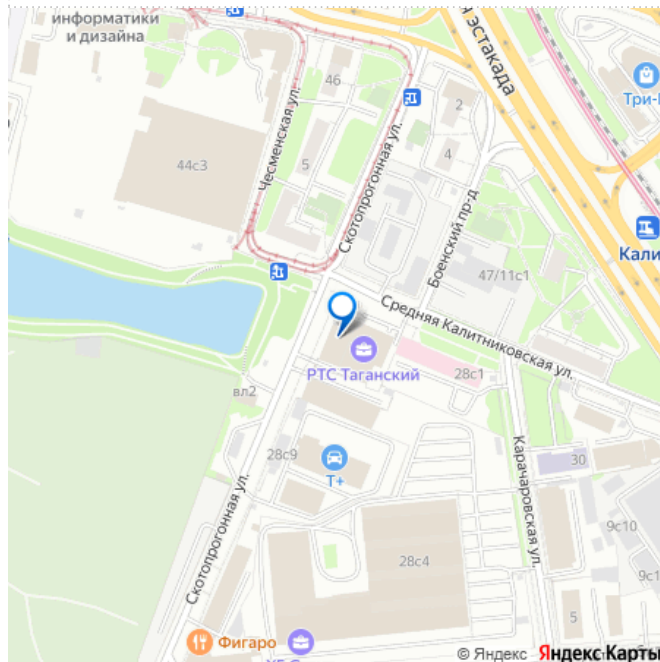 информатики
и дизайна
я эстакада
46
2
Три-
Чесменская ул.
44с3
5
4
Скотопрогонная ул.
Боенский пр-д
Кали
47/11с1
Средняя Калитниковская ул.
РТС Таганский
28с1
вл2
28с9
Т+
Карачаровская ул.
30
9с10
Скотопрогонная ул.
28с4
9с1
5
Фигаро
© Яндекс
Яндекс Карты